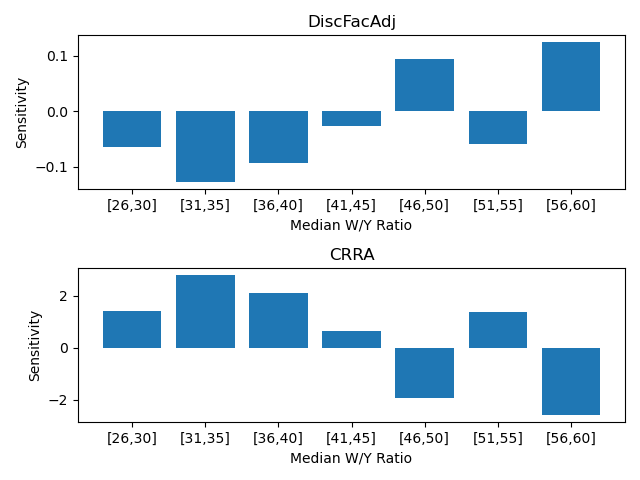 DiscFacAdj
0.1
0.0
−0.1
Sensitivity
[26,30] [31,35] [36,40] [41,45] [46,50] [51,55] [56,60]
Median W/Y Ratio
CRRA
2
0
−2
Sensitivity
[26,30] [31,35] [36,40] [41,45] [46,50] [51,55] [56,60]
Median W/Y Ratio